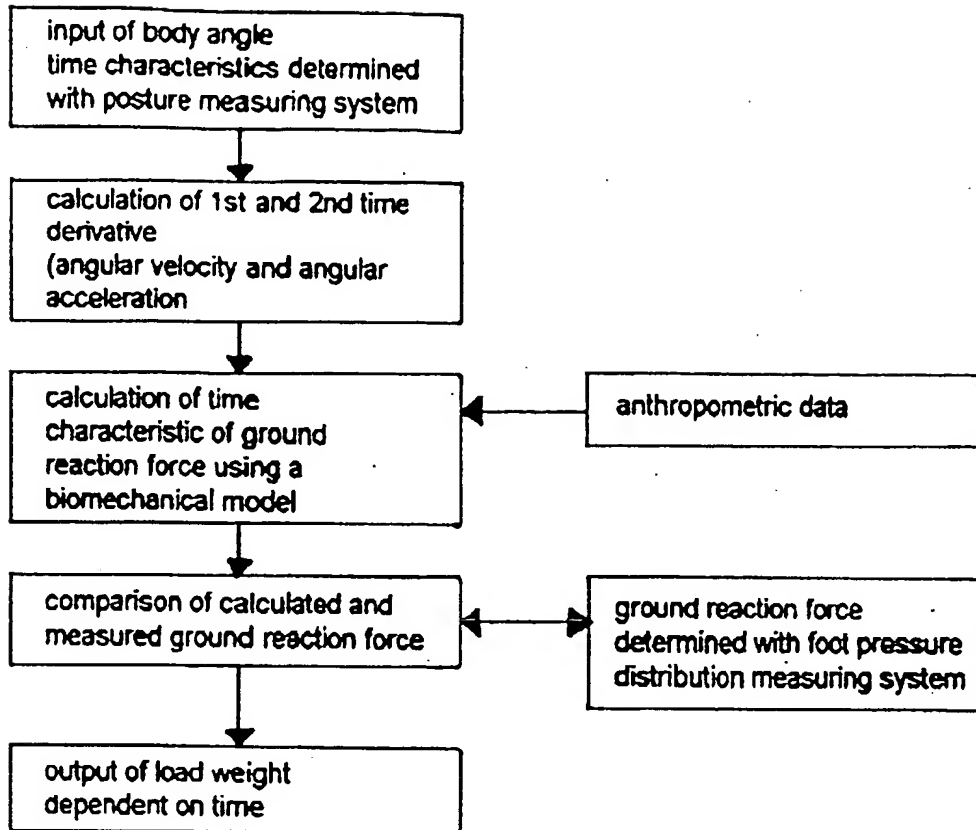 input of body angle
time characteristics determined
with posture measuring system
calculation of 1st and 2nd time
derivative
(angular velocity and angular
acceleration
calculation of time
characteristic of ground
reaction force using a
biomechanical model
anthropometric data
comparison of calculated and
measured ground reaction force
ground reaction force
determined with foot pressure
distribution measuring system
output of load weight
dependent on time